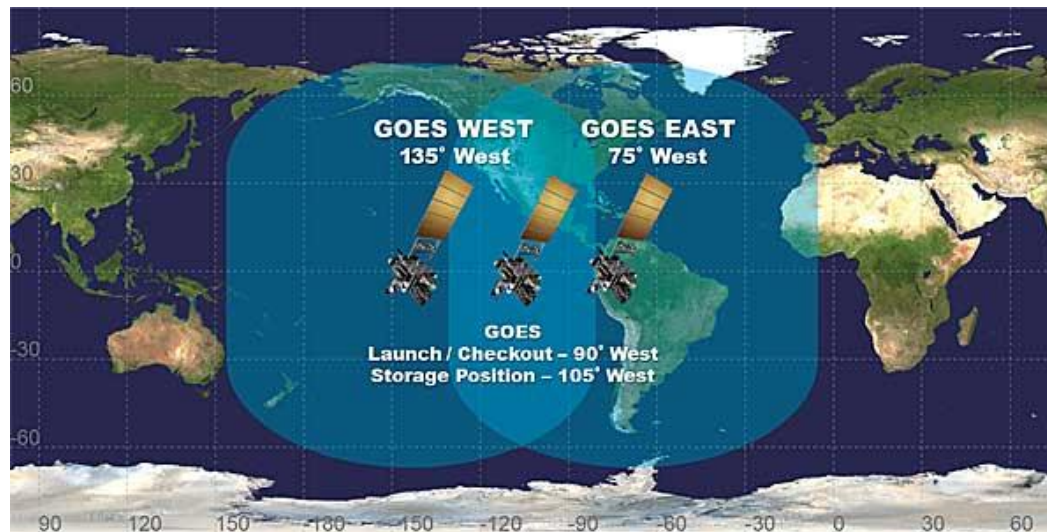 60
GOES WEST
135° West
GOES EAST
75° West
30
0
GOES
Launch / Checkout – 90° West
Storage Position – 105° West
-30
-60
90 120 150 -180 -150 -120 -90 -60 -30 0 30 60